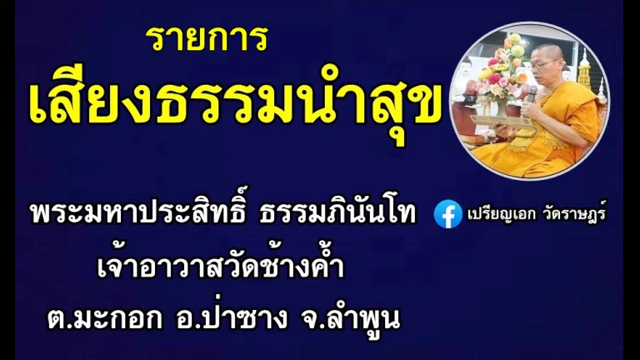 รายการ
เสียงธรรมนำสุข
พระมหาประสิทธิ์ ธรรมภินันโท
เปรียญเอก วัดราษฎร์
เจ้าอาวาสวัดช้างค้ำ
ต.มะกอก อ.ป่าซาง จ.ลำพูน